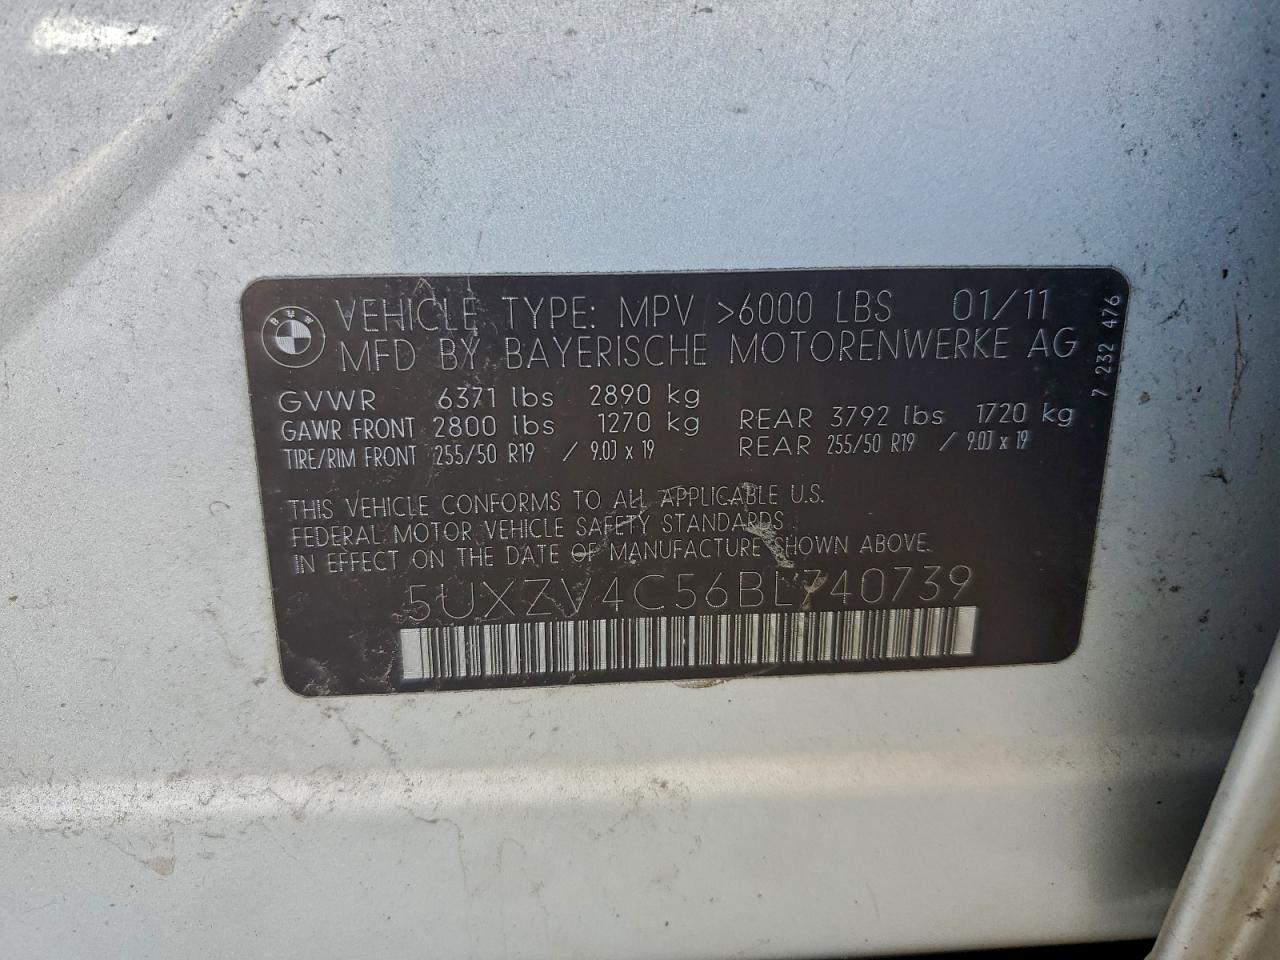 BMW
VEHICLE TYPE: MPV >6000 LBS 01/11
MFD BY BAYERISCHE MOTORENWERKE AG
GVWR 6371 lbs 2890 kg
GAWR FRONT 2800 lbs 1270 kg REAR 3792 lbs 1720 kg
TIRE/RIM FRONT 255/50 R19 / 9.0J x 19 REAR 255/50 R19 / 9.0J x 19
THIS VEHICLE CONFORMS TO ALL APPLICABLE U.S.
FEDERAL MOTOR VEHICLE SAFETY STANDARDS
IN EFFECT ON THE DATE OF MANUFACTURE SHOWN ABOVE.
5UXZV4C56BL740739
7 232 476